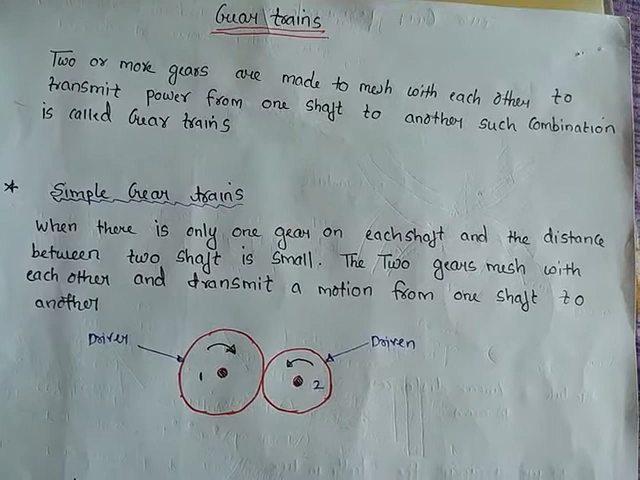 Gear trains
Two or more gears are made to mesh with each other to
transmit power from one shaft to another such combination
is called Gear trains
* Simple Gear trains
When there is only one gear on each shaft and the distance
between two shaft is small. The Two gears mesh with
each other and transmit a motion from one shaft to
another
Driver
Driven
1
2